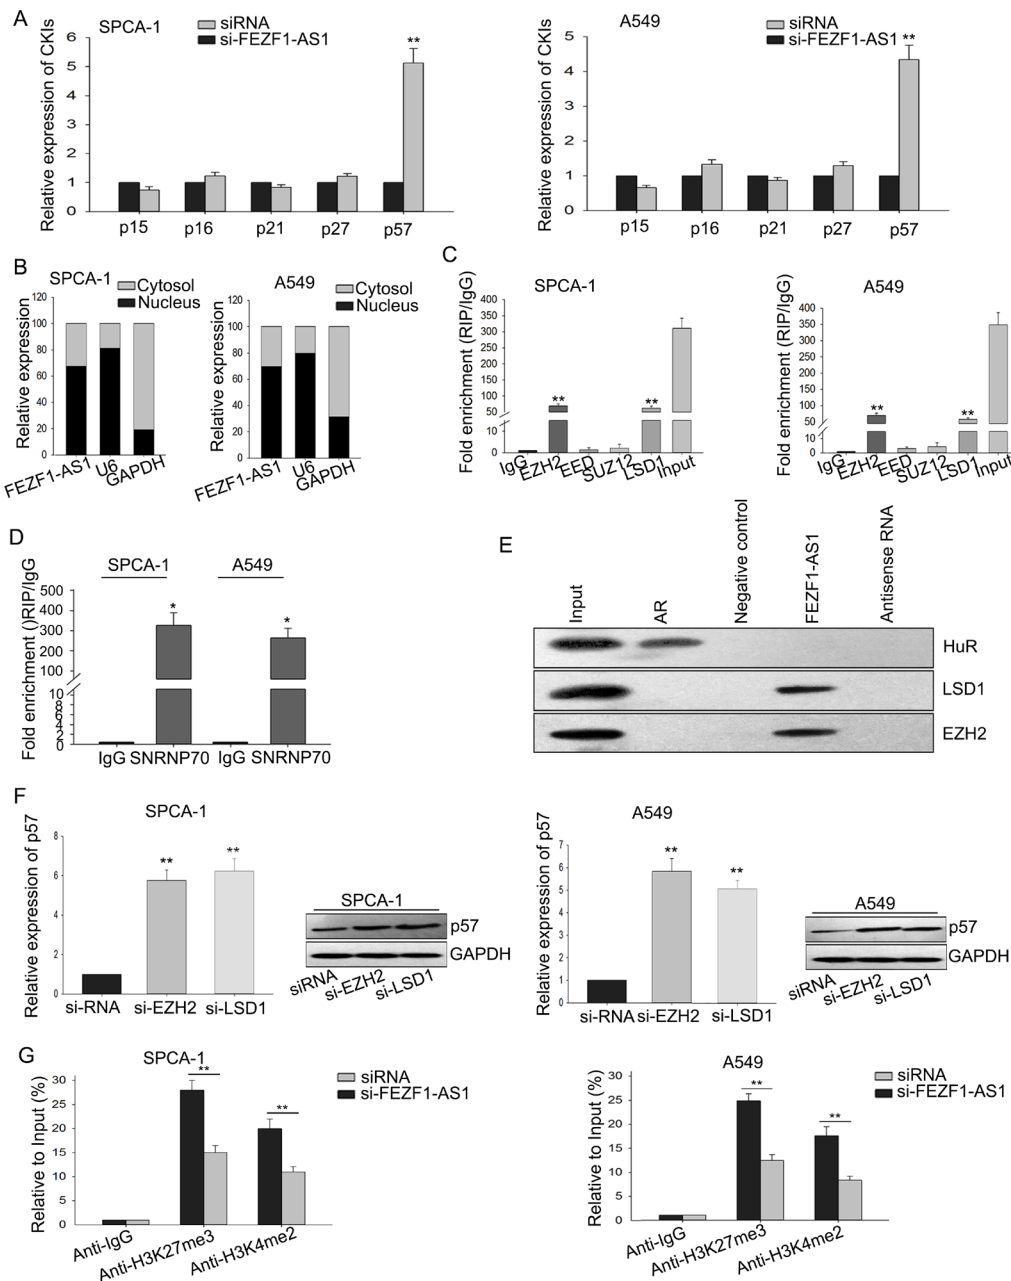 A
SPCA-1
siRNA
si-FEZF1-AS1
Relative expression of CKIs
6
5
4
3
2
1
0
**
p15 p16 p21 p27 p57
A549
siRNA
si-FEZF1-AS1
Relative expression of CKIs
5
4
3
2
1
0
**
p15 p16 p21 p27 p57
B
SPCA-1
Cytosol
Nucleus
Relative expression
120
100
80
60
40
20
0
FEZF1-AS1 U6 GAPDH
A549
Cytosol
Nucleus
Relative expression
120
100
80
60
40
20
0
FEZF1-AS1 U6 GAPDH
C
SPCA-1
Fold enrichment (RIP/IgG)
400
350
300
250
200
150
100
50
10
0
** **
IgG EZH2 EED SUZ12 LSD1 Input
A549
Fold enrichment (RIP/IgG)
400
350
300
250
200
150
100
50
10
0
** **
IgG EZH2 EED SUZ12 LSD1 Input
D
SPCA-1 A549
Fold enrichment ()RIP/IgG
500
400
300
200
100
10
8
6
4
2
0
* *
IgG SNRNP70 IgG SNRNP70
E
Input
AR
Negative control
FEZF1-AS1
Antisense RNA
HuR
LSD1
EZH2
F
SPCA-1
Relative expression of p57
8
6
4
2
0
** **
si-RNA si-EZH2 si-LSD1
SPCA-1
p57
GAPDH
siRNA si-EZH2 si-LSD1
A549
Relative expression of p57
7
6
5
4
3
2
1
0
** **
si-RNA si-EZH2 si-LSD1
A549
p57
GAPDH
siRNA si-EZH2 si-LSD1
G
SPCA-1
siRNA
si-FEZF1-AS1
Relative to Input (%)
30
25
20
15
10
5
0
** **
Anti-IgG Anti-H3K27me3 Anti-H3K4me2
A549
siRNA
si-FEZF1-AS1
Relative to Input (%)
30
25
20
15
10
5
0
** **
Anti-IgG Anti-H3K27me3 Anti-H3K4me2